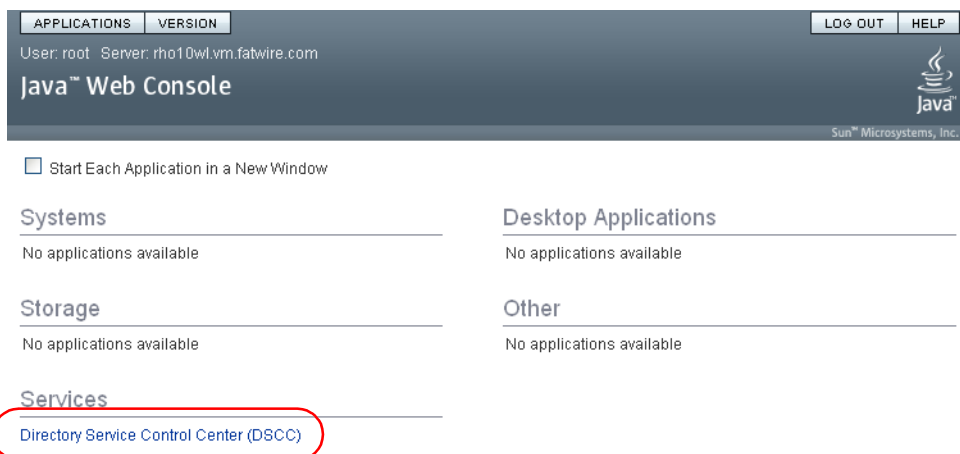 APPLICATIONS VERSION LOG OUT HELP
User: root Server: rho10wl.vm.fatwire.com
Java™ Web Console
Java™
Sun™ Microsystems, Inc.
Start Each Application in a New Window
Systems
No applications available
Desktop Applications
No applications available
Storage
No applications available
Other
No applications available
Services
Directory Service Control Center (DSCC)